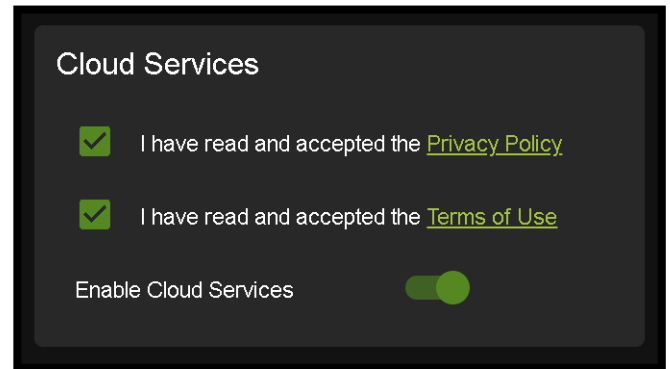 Cloud Services
I have read and accepted the Privacy Policy
I have read and accepted the Terms of Use
Enable Cloud Services